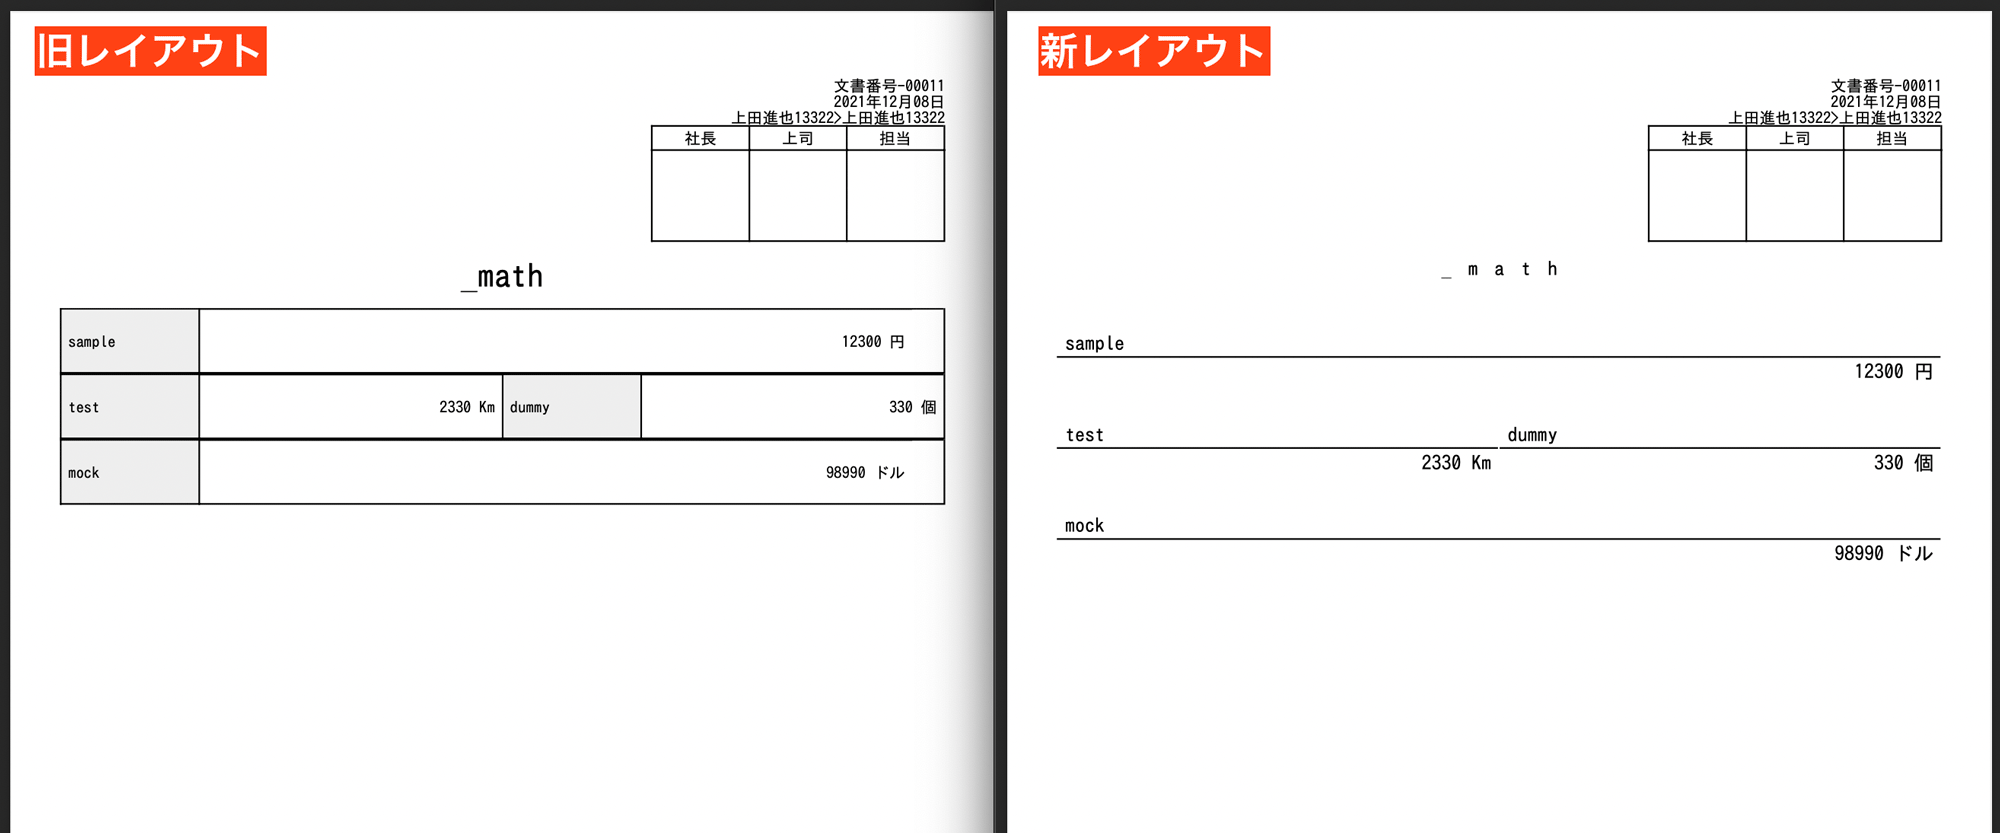 旧レイアウト
文書番号-00011
2021年12月08日
上田進也13322>上田進也13322
社長 上司 担当
_math
sample 12300 円
test 2330 Km dummy 330 個
mock 98990 ドル
新レイアウト
文書番号-00011
2021年12月08日
上田進也13322>上田進也13322
社長 上司 担当
_ m a t h
sample
12300 円
test dummy
2330 Km 330 個
mock
98990 ドル